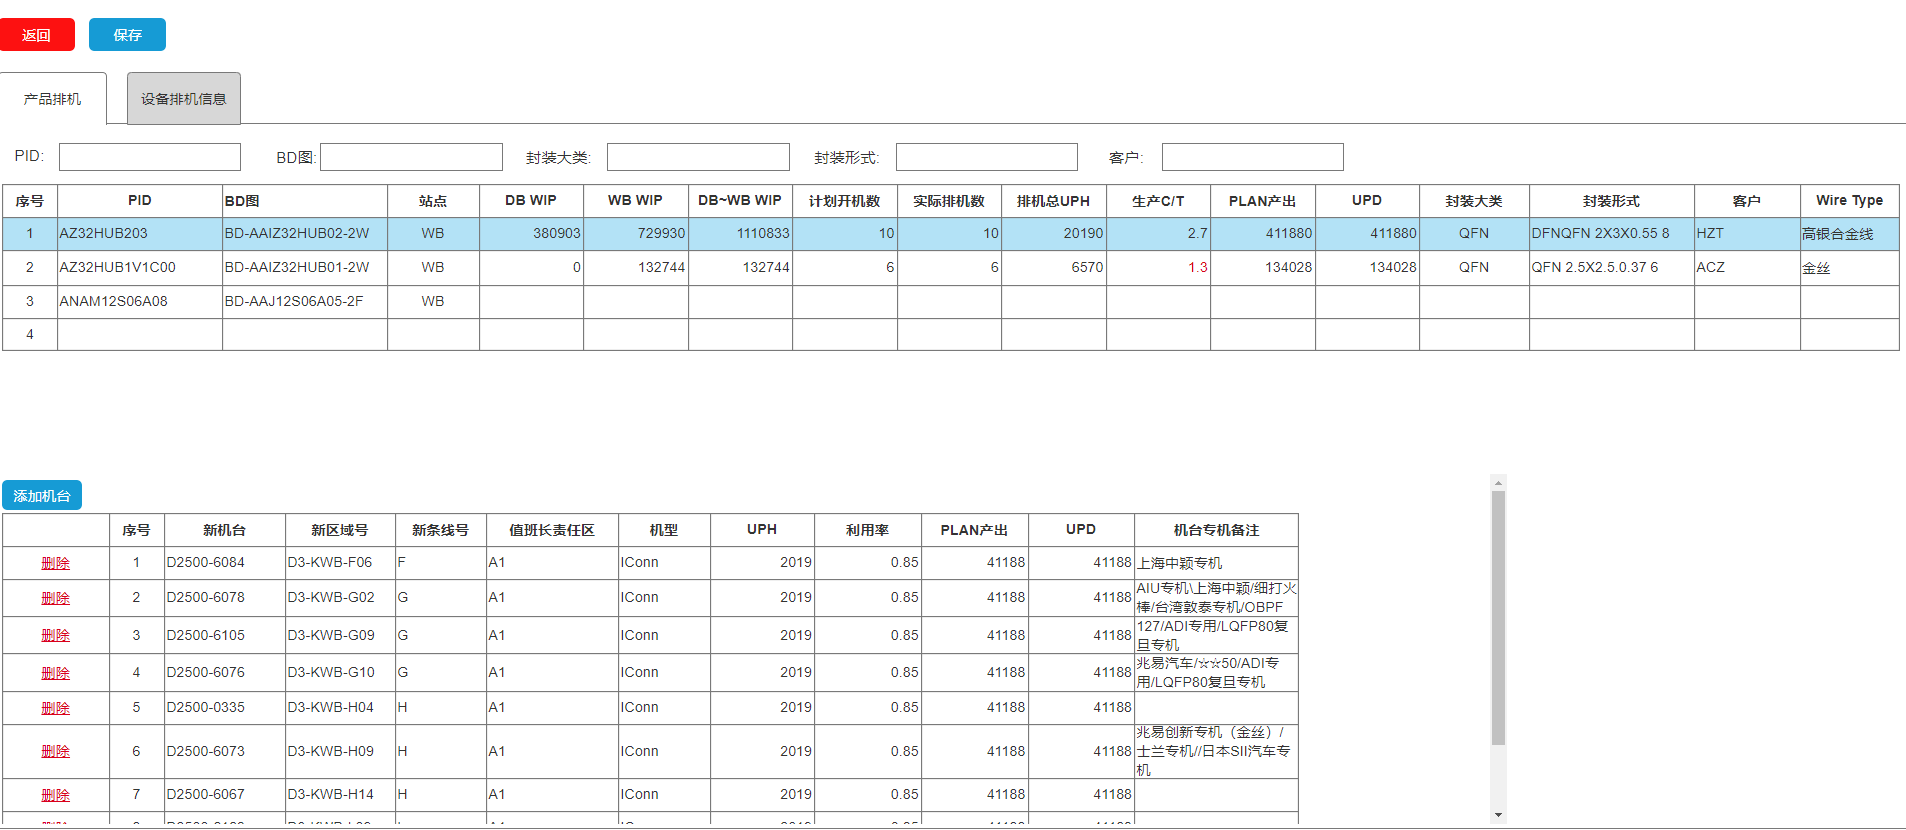 返回 保存
产品排机 设备排机信息
PID: BD图: 封装大类: 封装形式: 客户:
序号 PID BD图 站点 DB WIP WB WIP DB~WB WIP 计划开机数 实际排机数 排机总UPH 生产C/T PLAN产出 UPD 封装大类 封装形式 客户 Wire Type
1 AZ32HUB203 BD-AAIZ32HUB02-2W WB 380903 729930 1110833 10 10 20190 2.7 411880 411880 QFN DFNQFN 2X3X0.55 8 HZT 高银合金线
2 AZ32HUB1V1C00 BD-AAIZ32HUB01-2W WB 0 132744 132744 6 6 6570 1.3 134028 134028 QFN QFN 2.5X2.5.0.37 6 ACZ 金丝
3 ANAM12S06A08 BD-AAJ12S06A05-2F WB
4
添加机台
序号 新机台 新区域号 新条线号 值班长责任区 机型 UPH 利用率 PLAN产出 UPD 机台专机备注
删除 1 D2500-6084 D3-KWB-F06 F A1 IConn 2019 0.85 41188 41188 上海中颖专机
删除 2 D2500-6078 D3-KWB-G02 G A1 IConn 2019 0.85 41188 41188 AIU专机\上海中颖/细打火
棒/台湾敦泰专机/OBPF
删除 3 D2500-6105 D3-KWB-G09 G A1 IConn 2019 0.85 41188 41188 127/ADI专用/LQFP80复
旦专机
删除 4 D2500-6076 D3-KWB-G10 G A1 IConn 2019 0.85 41188 41188 兆易汽车/☆☆50/ADI专
用/LQFP80复旦专机
删除 5 D2500-0335 D3-KWB-H04 H A1 IConn 2019 0.85 41188 41188
删除 6 D2500-6073 D3-KWB-H09 H A1 IConn 2019 0.85 41188 41188 兆易创新专机（金丝）/
士兰专机//日本SII汽车专
机
删除 7 D2500-6067 D3-KWB-H14 H A1 IConn 2019 0.85 41188 41188